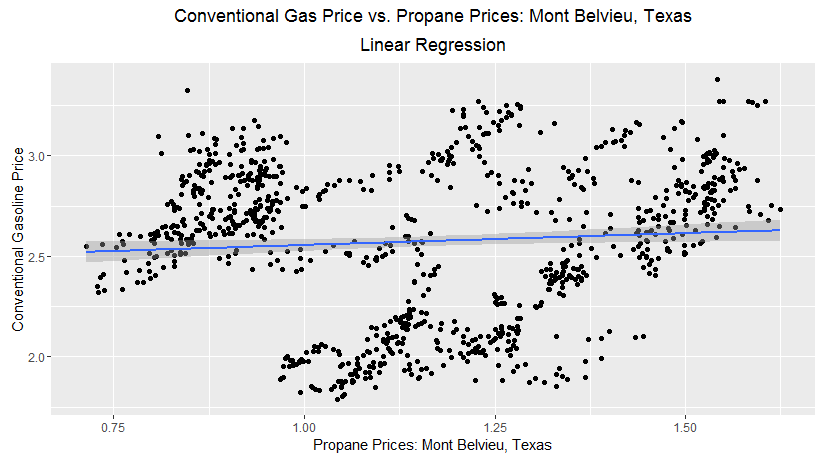 Conventional Gas Price vs. Propane Prices: Mont Belvieu, Texas
Linear Regression
Conventional Gasoline Price
3.0
2.5
2.0
0.75 1.00 1.25 1.50
Propane Prices: Mont Belvieu, Texas